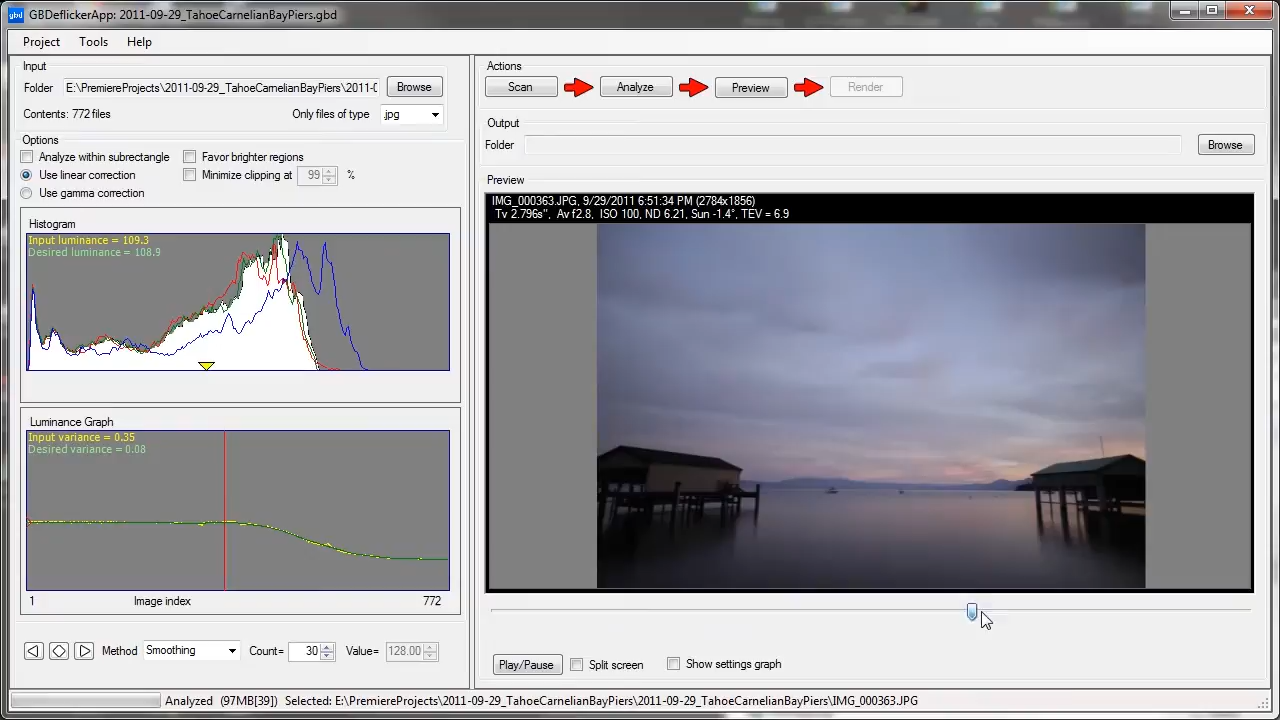 gbd GBDeflickerApp: 2011-09-29_TahoeCarnelianBayPiers.gbd
Project Tools Help
Input
Folder E:\PremiereProjects\2011-09-29_TahoeCarnelianBayPiers\2011-0 Browse
Contents: 772 files Only files of type .jpg
Options
Analyze within subrectangle Favor brighter regions
Use linear correction Minimize clipping at 99 %
Use gamma correction
Histogram
Input luminance = 109.3
Desired luminance = 108.9
Luminance Graph
Input variance = 0.35
Desired variance = 0.08
1 Image index 772
Method Smoothing Count= 30 Value= 128.00
Actions
Scan Analyze Preview Render
Output
Folder Browse
Preview
IMG_000363.JPG, 9/29/2011 6:51:34 PM (2784x1856)
Tv 2.796s", Av f2.8, ISO 100, ND 6.21, Sun -1.4°, TEV = 6.9
Play/Pause Split screen Show settings graph
Analyzed (97MB[39]) Selected: E:\PremiereProjects\2011-09-29_TahoeCarnelianBayPiers\2011-09-29_TahoeCarnelianBayPiers\IMG_000363.JPG